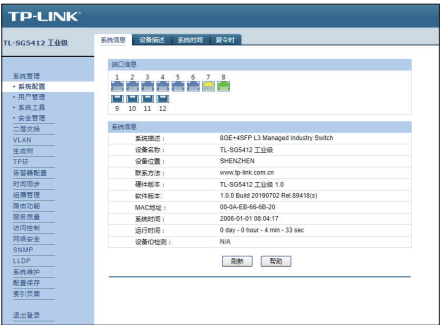 TP-LINK®
TL-SG5412 工业级
系统信息 设备描述 系统时间 夏令时
系统管理
• 系统配置
• 用户管理
• 系统工具
• 安全管理
二层交换
VLAN
生成树
TP环
告警器配置
时间同步
组播管理
路由功能
服务质量
访问控制
网络安全
SNMP
LLDP
系统维护
配置保存
索引页面
退出登录
端口信息
1 2 3 4 5 6 7 8
9 10 11 12
系统信息
系统描述： 8GE+4SFP L3 Managed Industry Switch
设备名称： TL-SG5412 工业级
设备位置： SHENZHEN
联系方法： www.tp-link.com.cn
硬件版本： TL-SG5412 工业级 1.0
软件版本： 1.0.0 Build 20190702 Rel.89418(s)
MAC地址： 00-0A-EB-66-6B-20
系统时间： 2006-01-01 08:04:17
运行时间： 0 day - 0 hour - 4 min - 33 sec
设备ID检测： N/A
刷新 帮助